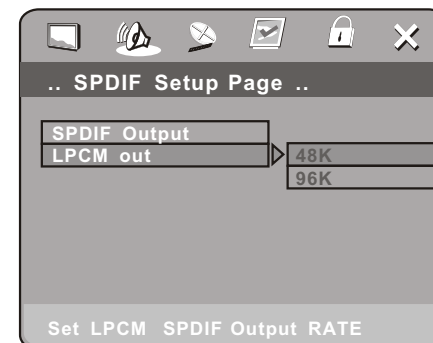 .. SPDIF Setup Page ..
SPDIF Output
LPCM out
48K
96K
Set LPCM SPDIF Output RATE